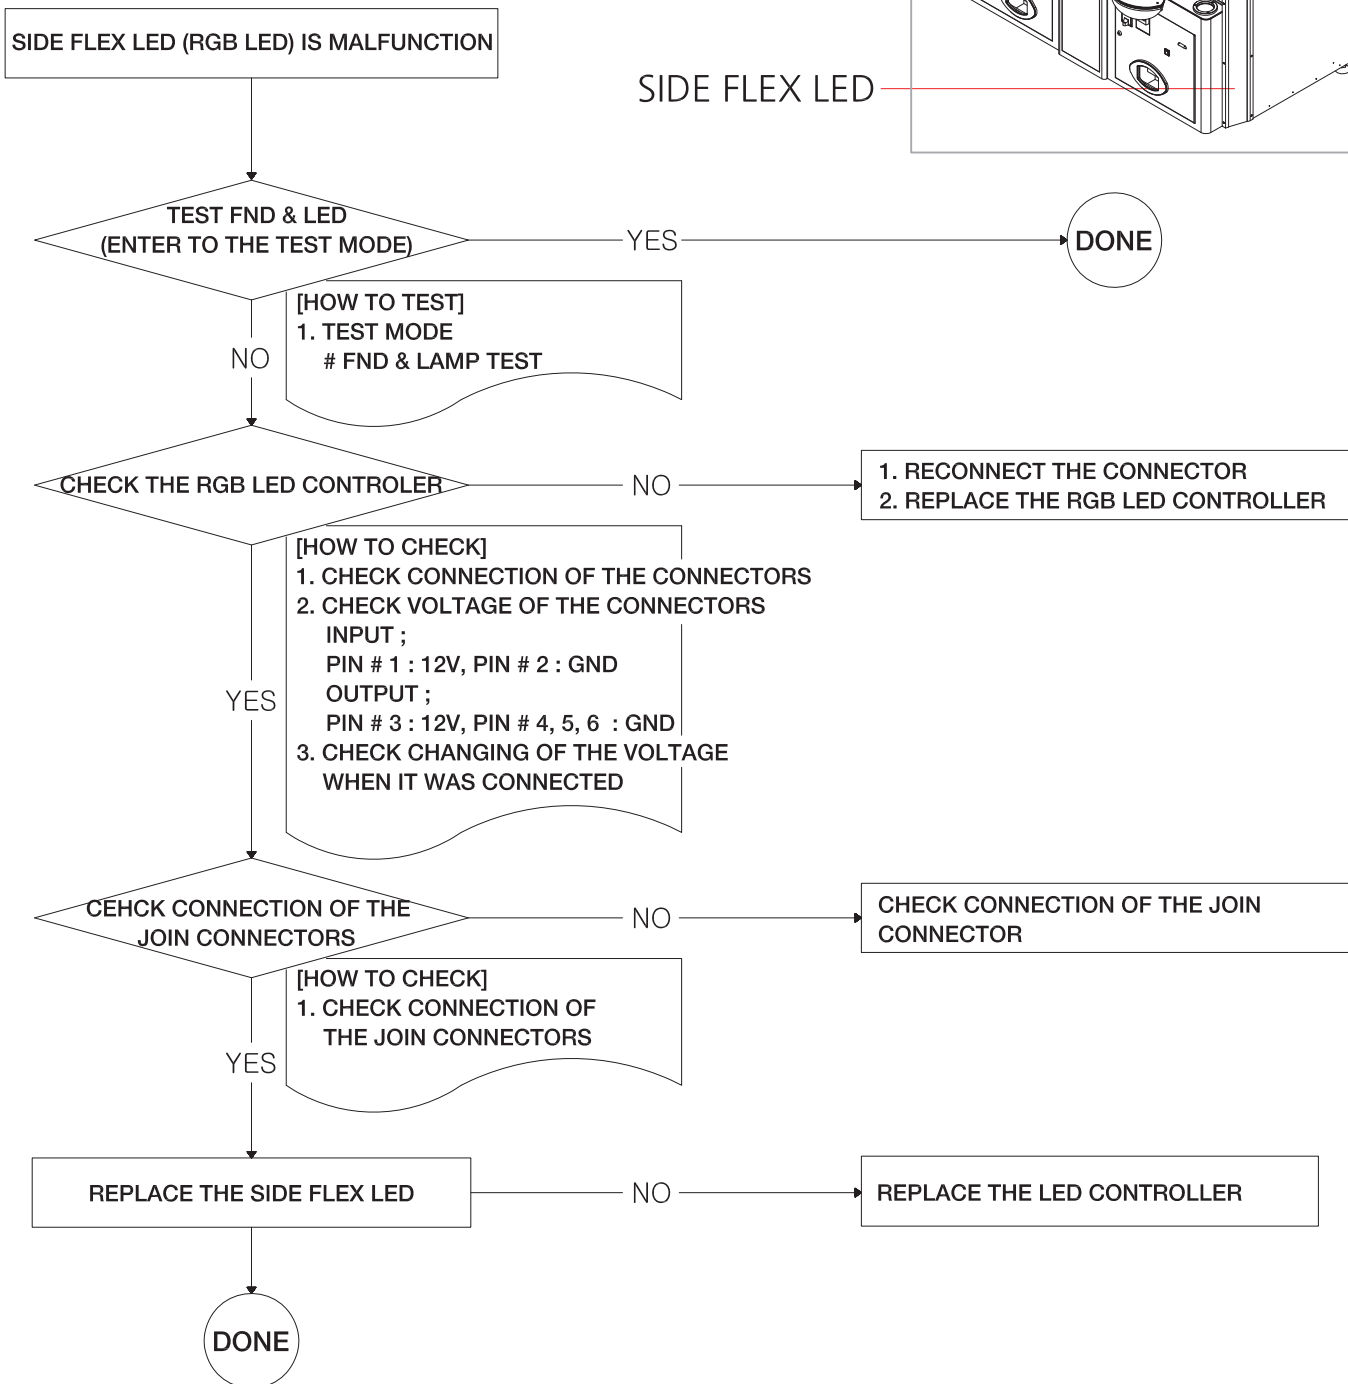 SIDE FLEX LED (RGB LED) IS MALFUNCTION
SIDE FLEX LED
TEST FND & LED
(ENTER TO THE TEST MODE)
YES
DONE
[HOW TO TEST]
1. TEST MODE
# FND & LAMP TEST
NO
CHECK THE RGB LED CONTROLER
NO
1. RECONNECT THE CONNECTOR
2. REPLACE THE RGB LED CONTROLLER
[HOW TO CHECK]
1. CHECK CONNECTION OF THE CONNECTORS
2. CHECK VOLTAGE OF THE CONNECTORS
INPUT ;
PIN # 1 : 12V, PIN # 2 : GND
OUTPUT ;
PIN # 3 : 12V, PIN # 4, 5, 6 : GND
3. CHECK CHANGING OF THE VOLTAGE
WHEN IT WAS CONNECTED
YES
CEHCK CONNECTION OF THE
JOIN CONNECTORS
NO
CHECK CONNECTION OF THE JOIN
CONNECTOR
[HOW TO CHECK]
1. CHECK CONNECTION OF
THE JOIN CONNECTORS
YES
REPLACE THE SIDE FLEX LED
NO
REPLACE THE LED CONTROLLER
DONE